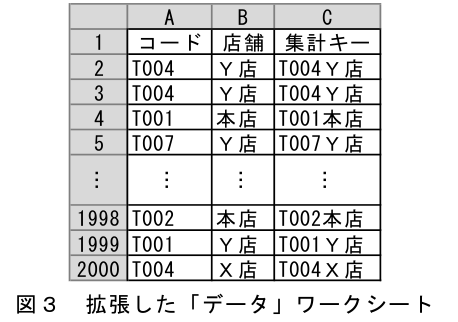 A B C
1 コード 店舗 集計キー
2 T004 Y店 T004Y店
3 T004 Y店 T004Y店
4 T001 本店 T001本店
5 T007 Y店 T007Y店
⋮ ⋮ ⋮ ⋮
1998 T002 本店 T002本店
1999 T001 Y店 T001Y店
2000 T004 X店 T004X店
図3 拡張した「データ」ワークシート